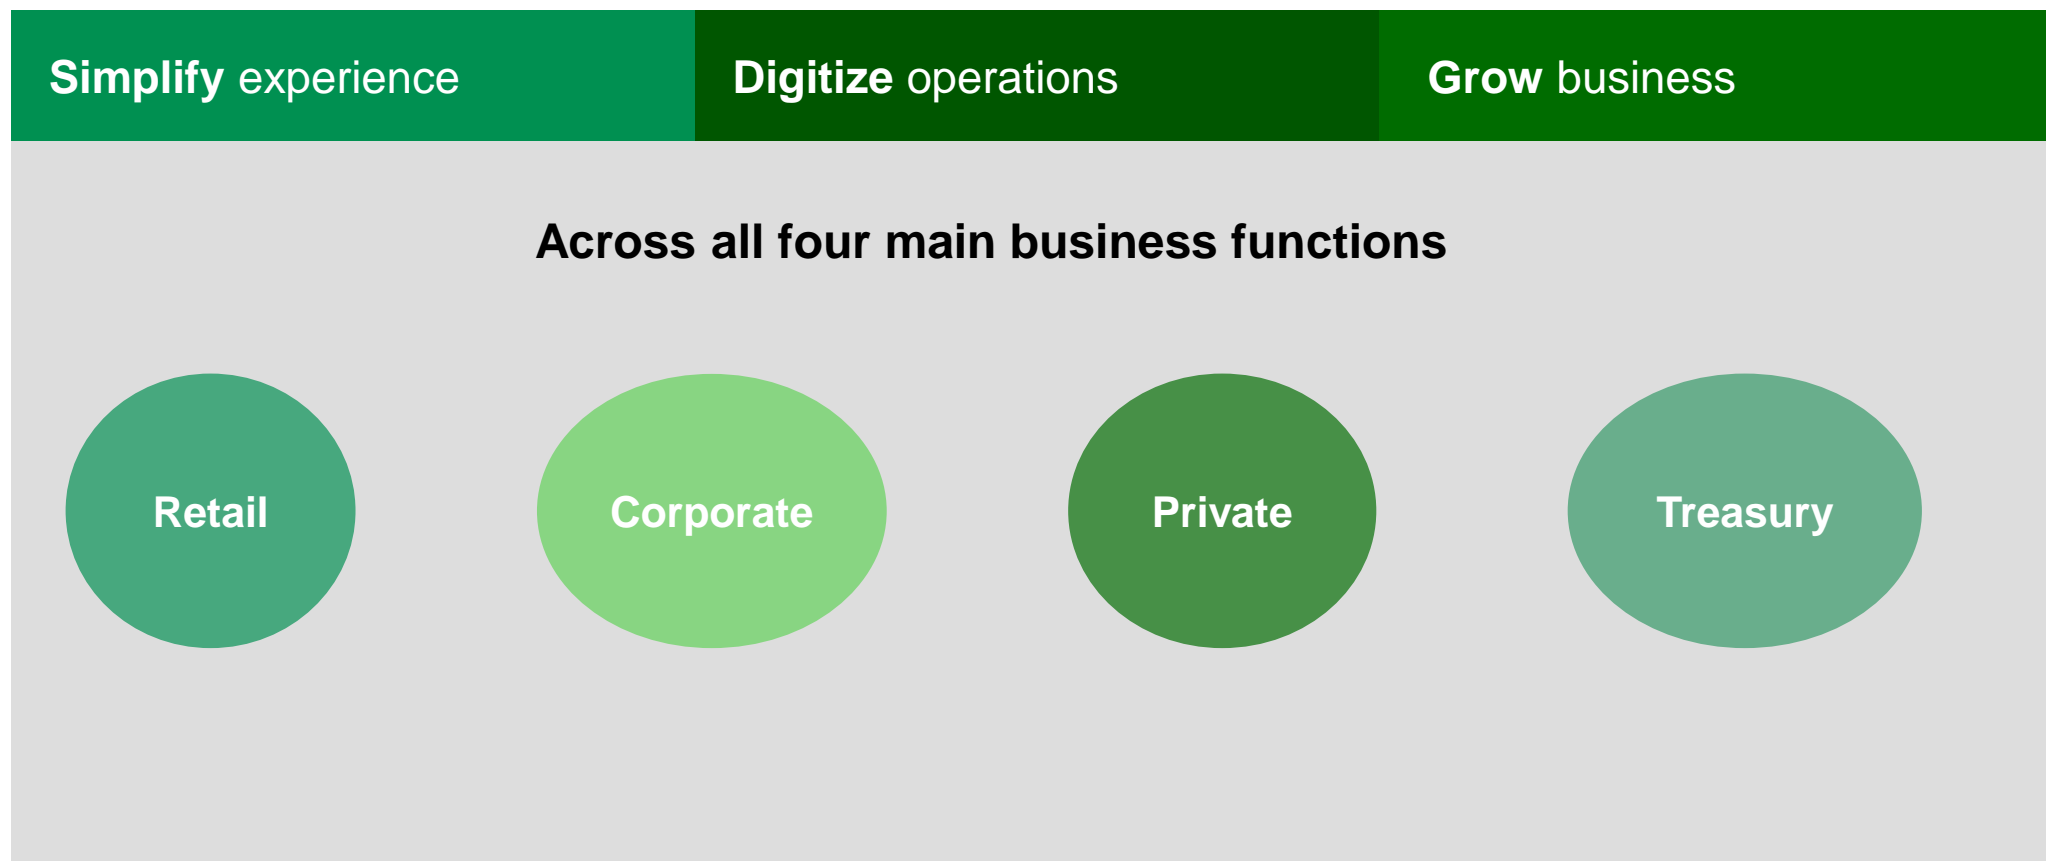 Simplify experience
Digitize operations
Grow business
Across all four main business functions
Retail
Corporate
Private
Treasury